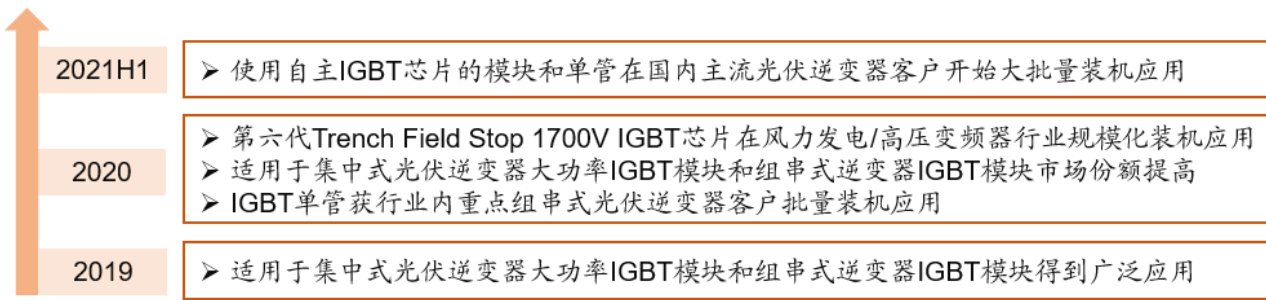 2021H1
➢ 使用自主IGBT芯片的模块和单管在国内主流光伏逆变器客户开始大批量装机应用
2020
➢ 第六代Trench Field Stop 1700V IGBT芯片在风力发电/高压变频器行业规模化装机应用
➢ 适用于集中式光伏逆变器大功率IGBT模块和组串式逆变器IGBT模块市场份额提高
➢ IGBT单管获行业内重点组串式光伏逆变器客户批量装机应用
2019
➢ 适用于集中式光伏逆变器大功率IGBT模块和组串式逆变器IGBT模块得到广泛应用